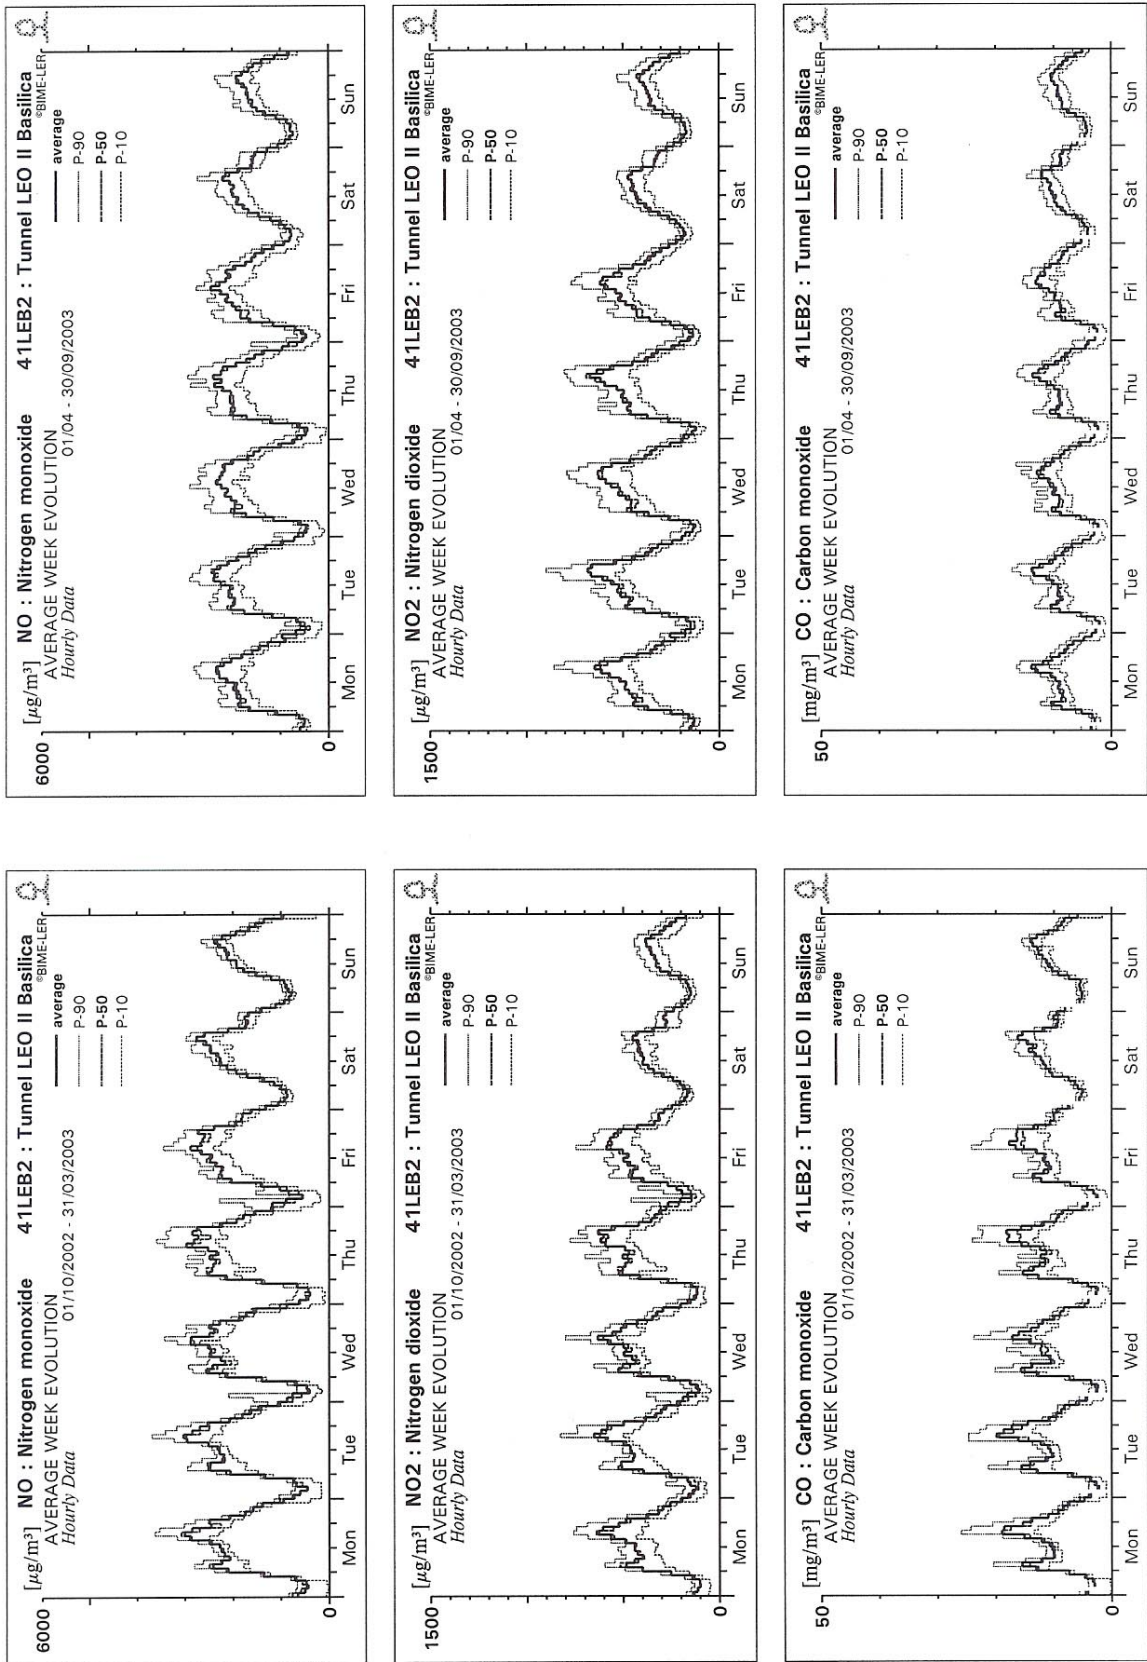 [µg/m³] NO : Nitrogen monoxide 41LEB2 : Tunnel LEO II Basilica
©BIME-LER
6000
AVERAGE WEEK EVOLUTION
Hourly Data
01/10/2002 - 31/03/2003
average
P-90
P-50
P-10
0
Mon Tue Wed Thu Fri Sat Sun
[µg/m³] NO : Nitrogen monoxide 41LEB2 : Tunnel LEO II Basilica
©BIME-LER
6000
AVERAGE WEEK EVOLUTION
Hourly Data
01/04 - 30/09/2003
average
P-90
P-50
P-10
0
Mon Tue Wed Thu Fri Sat Sun
[µg/m³] NO2 : Nitrogen dioxide 41LEB2 : Tunnel LEO II Basilica
©BIME-LER
1500
AVERAGE WEEK EVOLUTION
Hourly Data
01/10/2002 - 31/03/2003
average
P-90
P-50
P-10
0
Mon Tue Wed Thu Fri Sat Sun
[µg/m³] NO2 : Nitrogen dioxide 41LEB2 : Tunnel LEO II Basilica
©BIME-LER
1500
AVERAGE WEEK EVOLUTION
Hourly Data
01/04 - 30/09/2003
average
P-90
P-50
P-10
0
Mon Tue Wed Thu Fri Sat Sun
[mg/m³] CO : Carbon monoxide 41LEB2 : Tunnel LEO II Basilica
©BIME-LER
50
AVERAGE WEEK EVOLUTION
Hourly Data
01/10/2002 - 31/03/2003
average
P-90
P-50
P-10
0
Mon Tue Wed Thu Fri Sat Sun
[mg/m³] CO : Carbon monoxide 41LEB2 : Tunnel LEO II Basilica
©BIME-LER
50
AVERAGE WEEK EVOLUTION
Hourly Data
01/04 - 30/09/2003
average
P-90
P-50
P-10
0
Mon Tue Wed Thu Fri Sat Sun